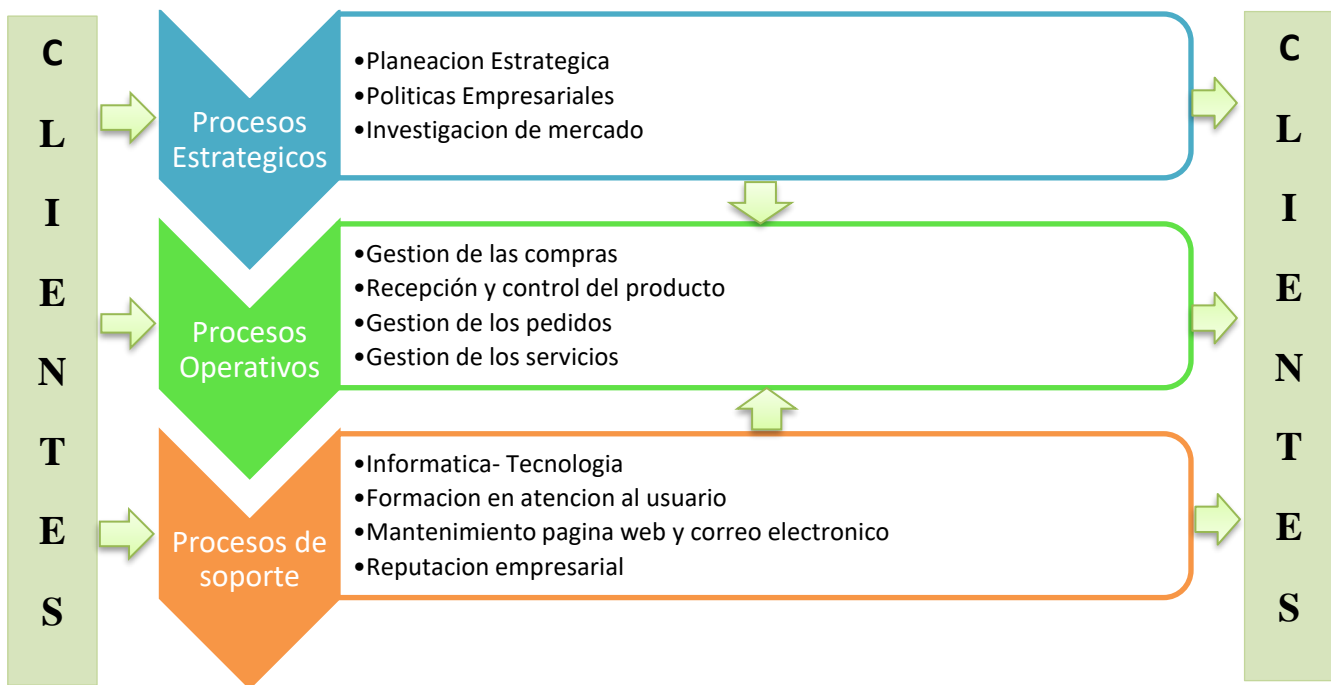 C
L
I
E
N
T
E
S
Procesos
Estrategicos
•Planeacion Estrategica
•Politicas Empresariales
•Investigacion de mercado
Procesos
Operativos
•Gestion de las compras
•Recepción y control del producto
•Gestion de los pedidos
•Gestion de los servicios
Procesos de
soporte
•Informatica- Tecnologia
•Formacion en atencion al usuario
•Mantenimiento pagina web y correo electronico
•Reputacion empresarial
C
L
I
E
N
T
E
S